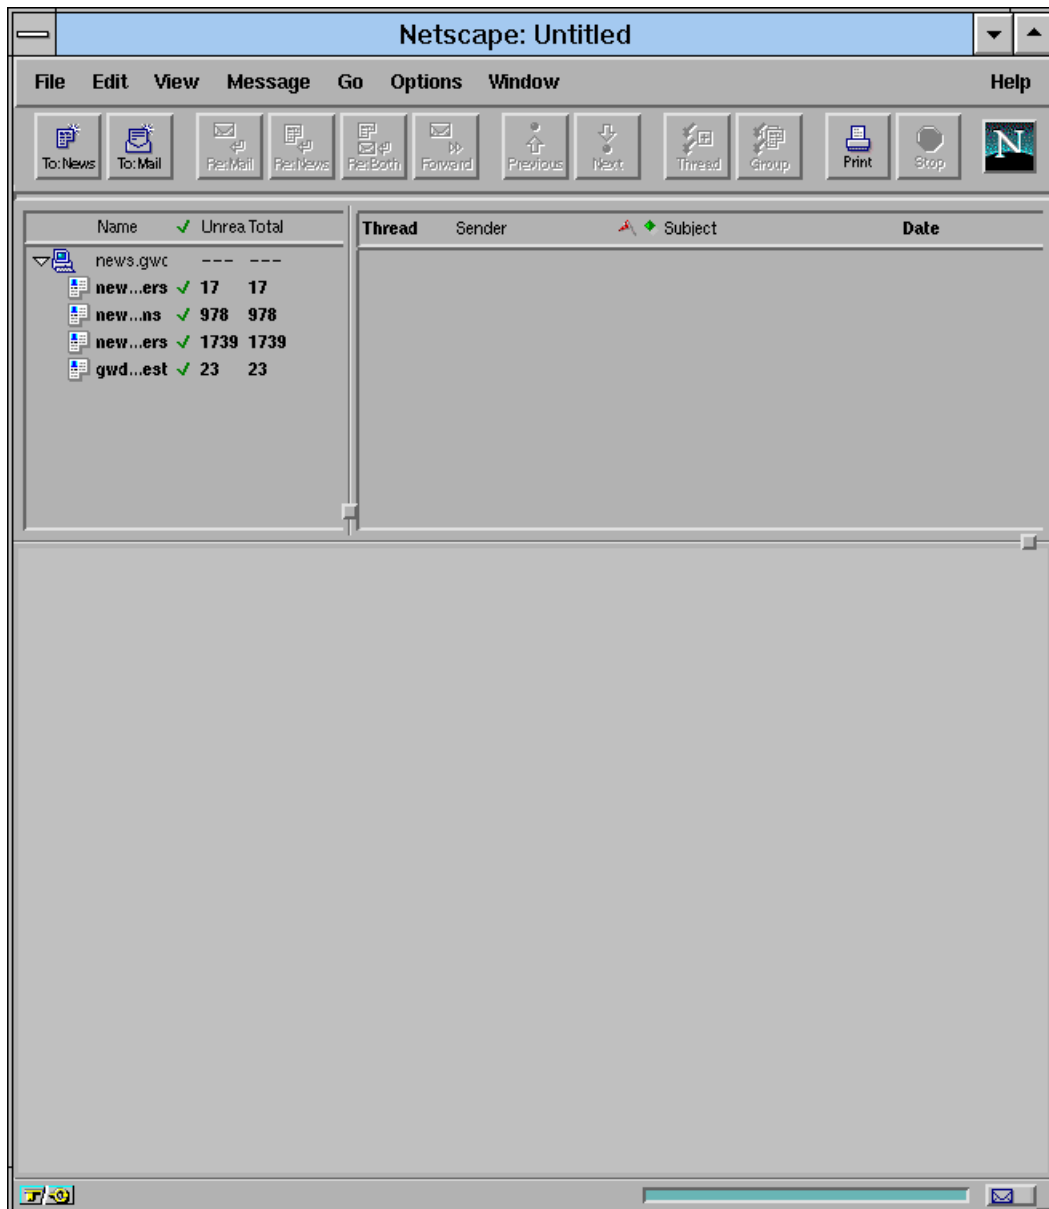 Netscape: Untitled
File Edit View Message Go Options Window Help
To:News To:Mail Re:Mail Re:News Re:Both Forward Previous Next Thread Group Print Stop N
Name Unrea Total
news.gwc --- ---
new...ers 17 17
new...ns 978 978
new...ers 1739 1739
gwd...est 23 23
Thread Sender Subject Date